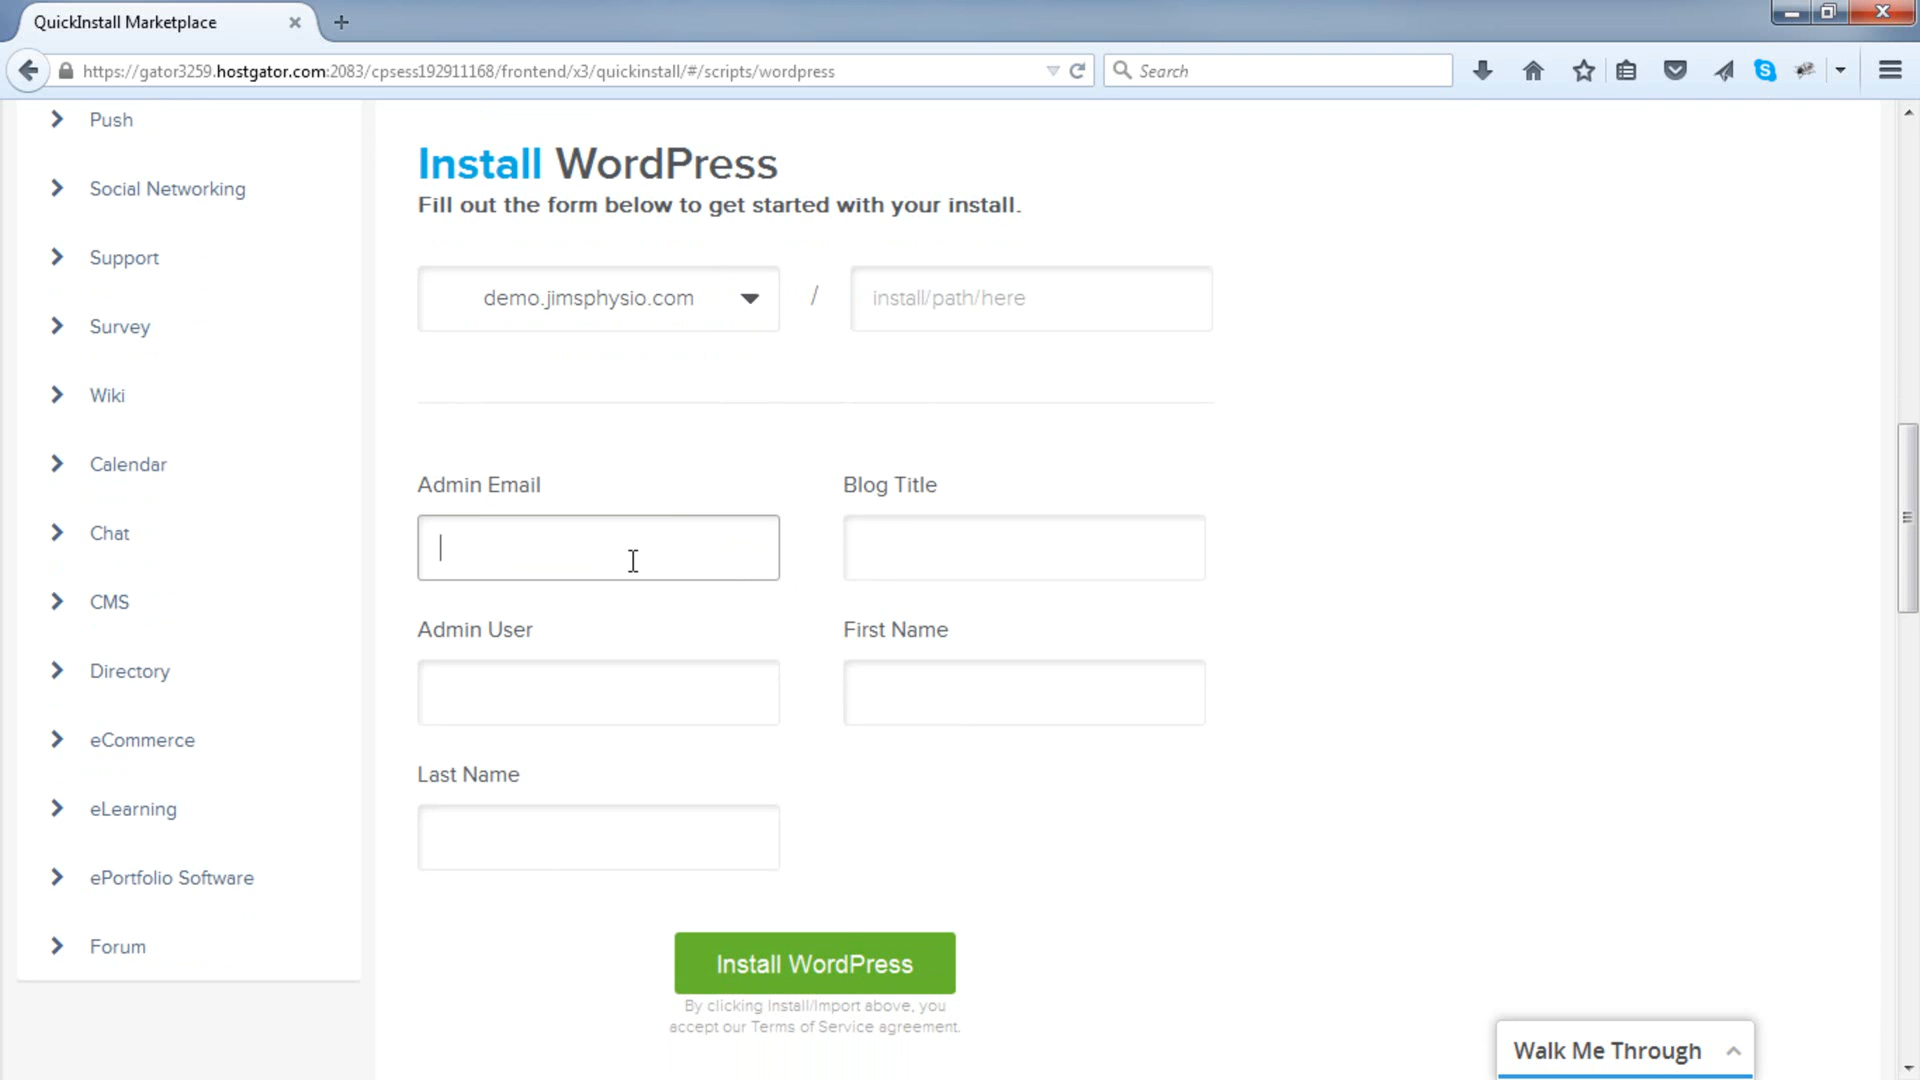 QuickInstall Marketplace
https://gator3259.hostgator.com:2083/cpsess192911168/frontend/x3/quickinstall/#/scripts/wordpress
Search
Push
Social Networking
Support
Survey
Wiki
Calendar
Chat
CMS
Directory
eCommerce
eLearning
ePortfolio Software
Forum
Install WordPress
Fill out the form below to get started with your install.
demo.jimsphysio.com / install/path/here
Admin Email
Blog Title
Admin User
First Name
Last Name
Install WordPress
By clicking Install/Import above, you
accept our Terms of Service agreement.
Walk Me Through